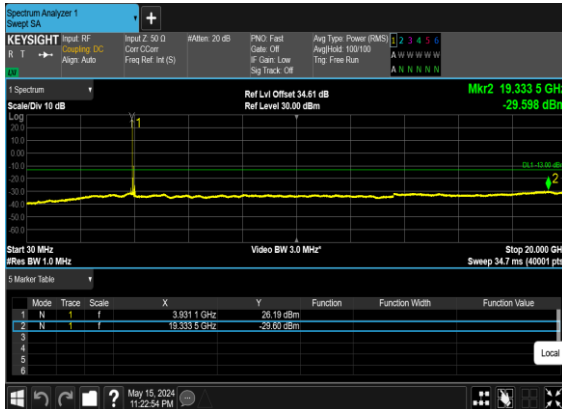 Spectrum Analyzer 1
Swept SA
+
KEYSIGHT Input: RF Input Z: 50 Ω #Atten: 20 dB PNO: Fast Avg Type: Power (RMS) 1 2 3 4 5 6
R T Coupling: DC Corr CCorr Gate: Off Avg|Hold: 100/100 A W W W W W
Align: Auto Freq Ref: Int (S) IF Gain: Low Trig: Free Run
LXI Sig Track: Off A N N N N N
1 Spectrum Ref Lvl Offset 34.61 dB Mkr2 19.333 5 GHz
Scale/Div 10 dB Ref Level 30.00 dBm -29.598 dBm
Log
1
20.0
10.0
0.00
-10.0
DL1 -13.00 dBm
-20.0
2
-30.0
-40.0
-50.0
-60.0
Start 30 MHz Video BW 3.0 MHz* Stop 20.000 GHz
#Res BW 1.0 MHz Sweep 34.7 ms (40001 pts)
5 Marker Table
Mode Trace Scale X Y Function Function Width Function Value
1 N 1 f 3.931 1 GHz 26.19 dBm
2 N 1 f 19.333 5 GHz -29.60 dBm
3
4
5
6
Local
? May 15, 2024
11:22:54 PM